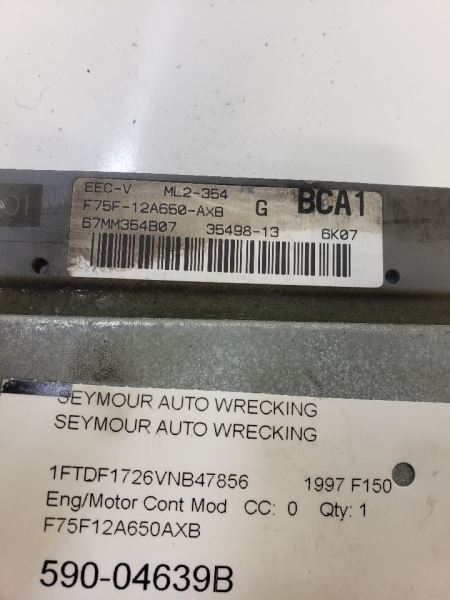 EEC-V ML2-354
F75F-12A650-AXB G BCA1
67MM354B07 35498-13 6K07
SEYMOUR AUTO WRECKING
SEYMOUR AUTO WRECKING
1FTDF1726VNB47856 1997 F150
Eng/Motor Cont Mod CC: 0 Qty: 1
F75F12A650AXB
590-04639B